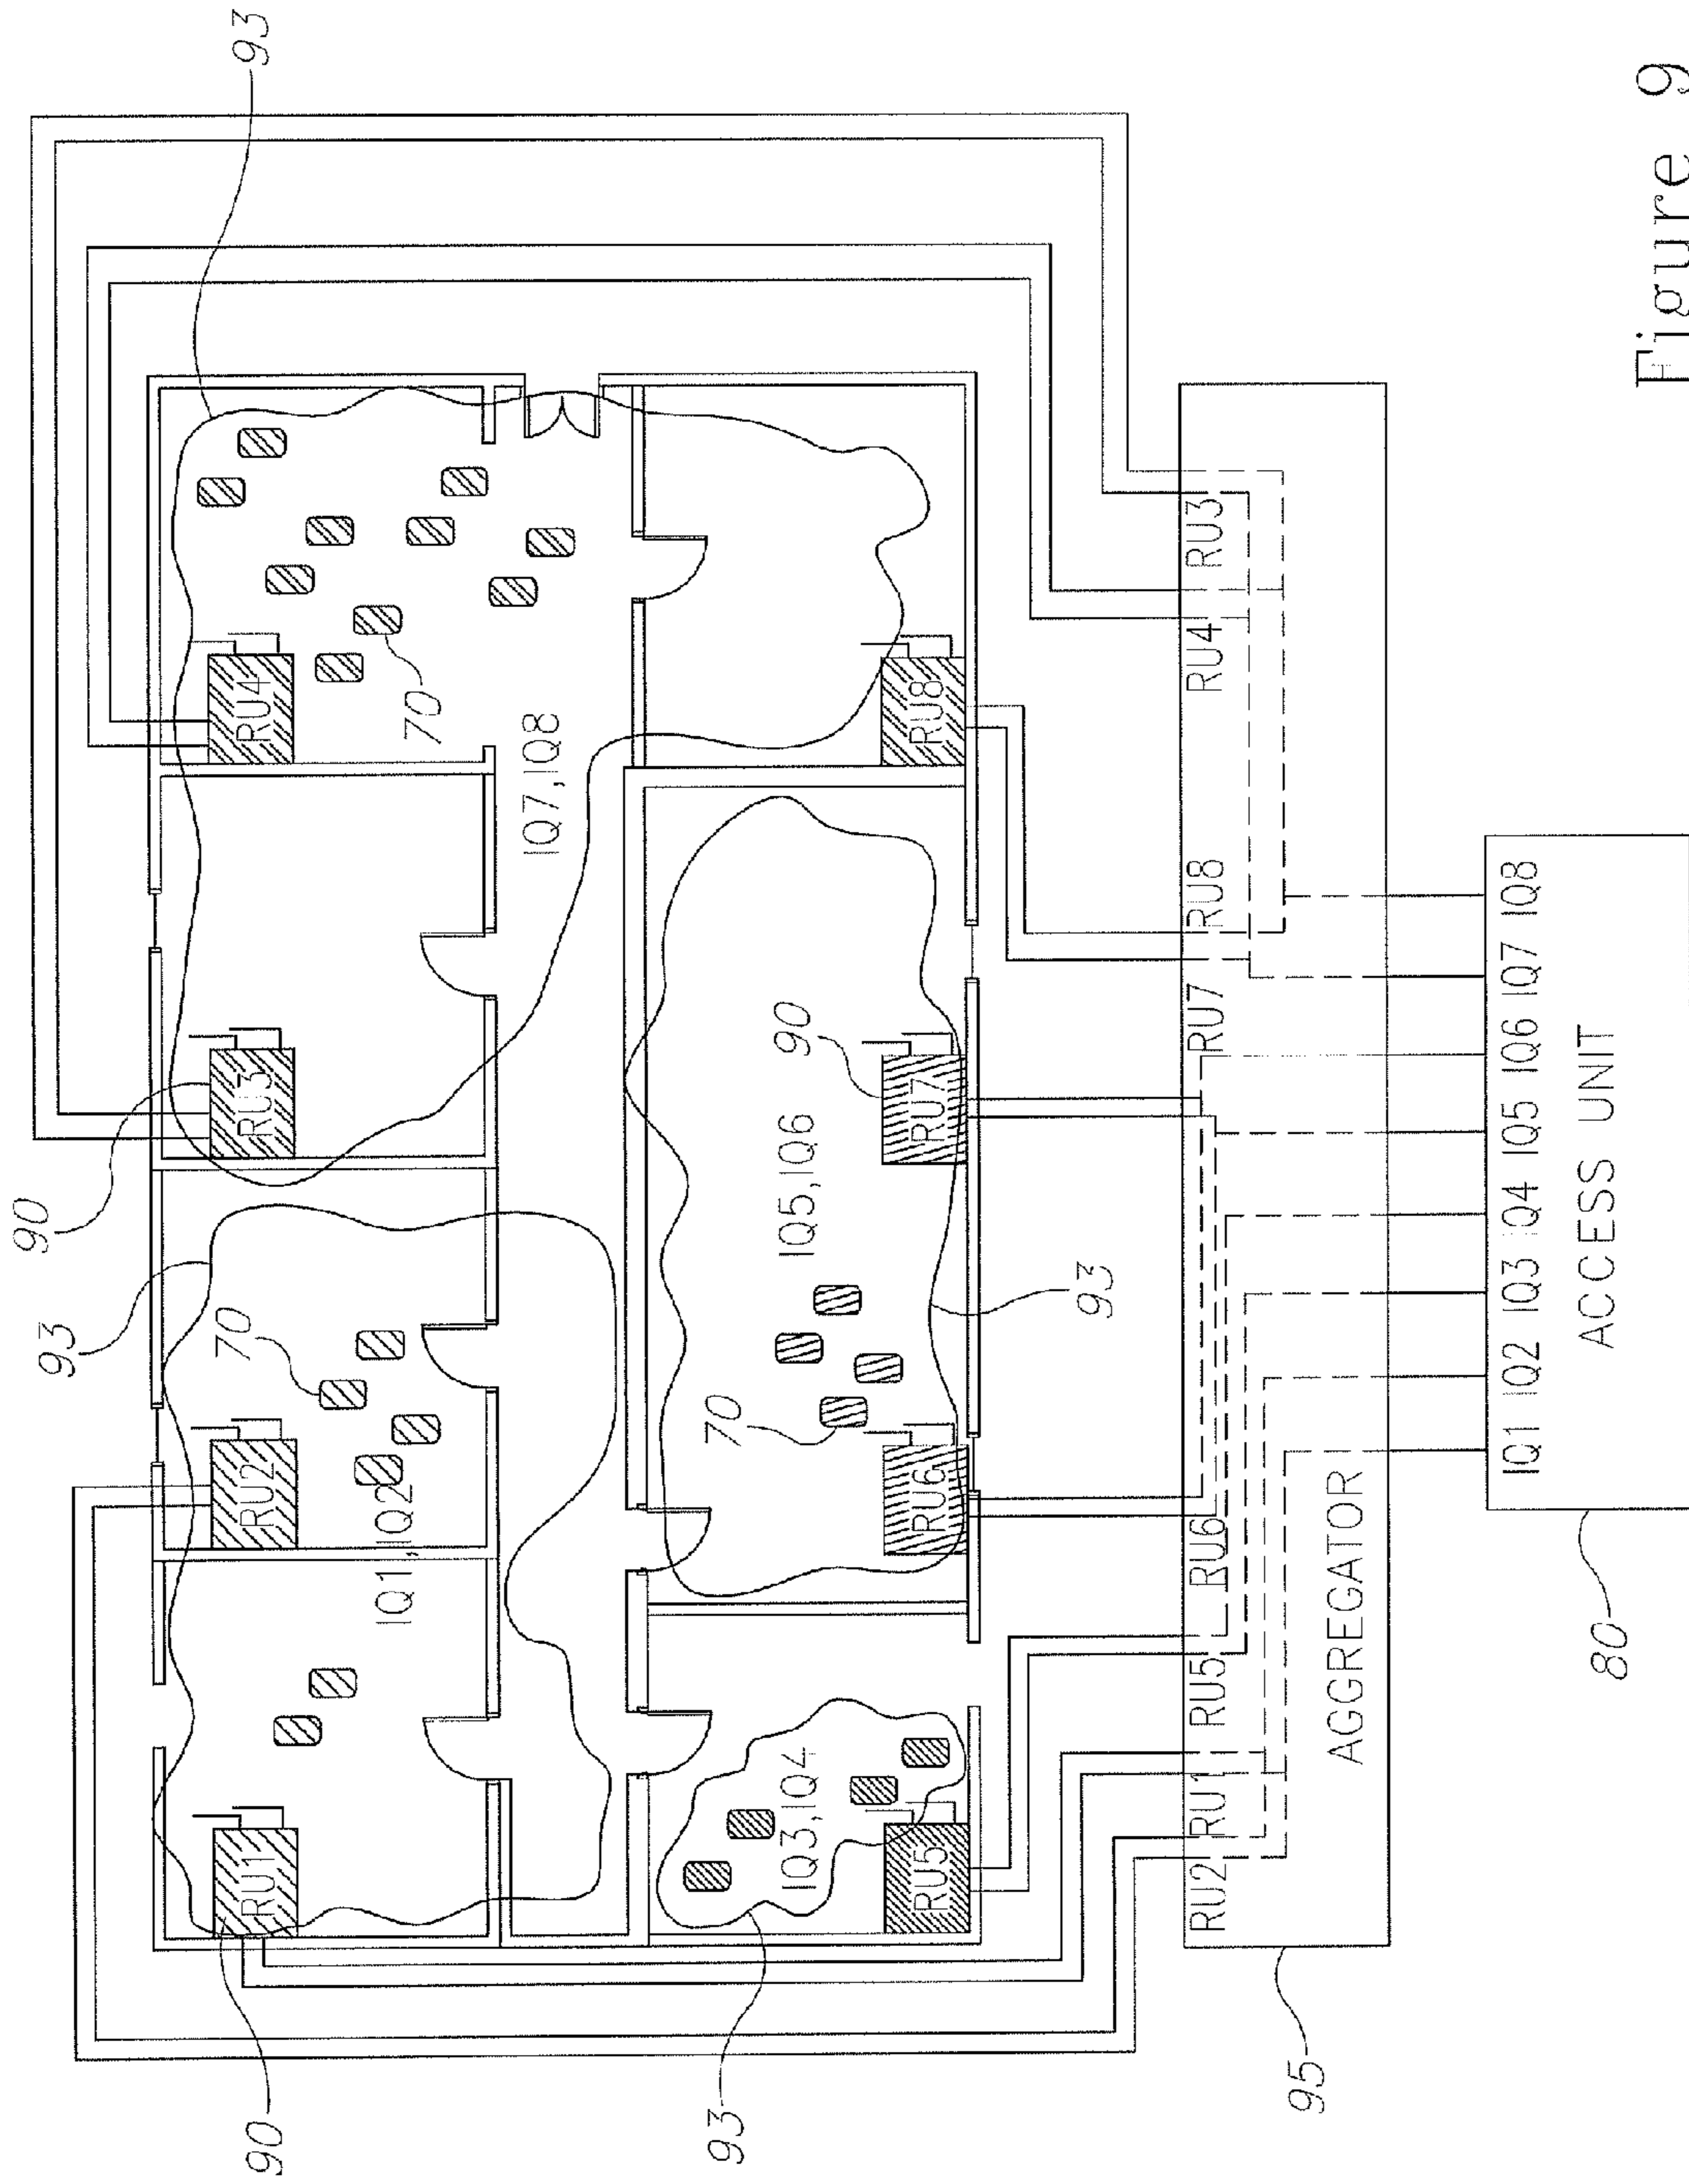 93
90
93
RU4
RU3
70
RU2
70
RU1
IQ7,IQ8
IQ1,IQ2
90
RU8
90
IQ5,IQ6
RU7
70
RU6
93
IQ3,IQ4
RU5
93
RU2 RU1 RU5 RU6 RU7 RU8 RU4 RU3
AGGREGATOR
95
IQ1 IQ2 IQ3 IQ4 IQ5 IQ6 IQ7 IQ8
ACCESS UNIT
80
Figure 9